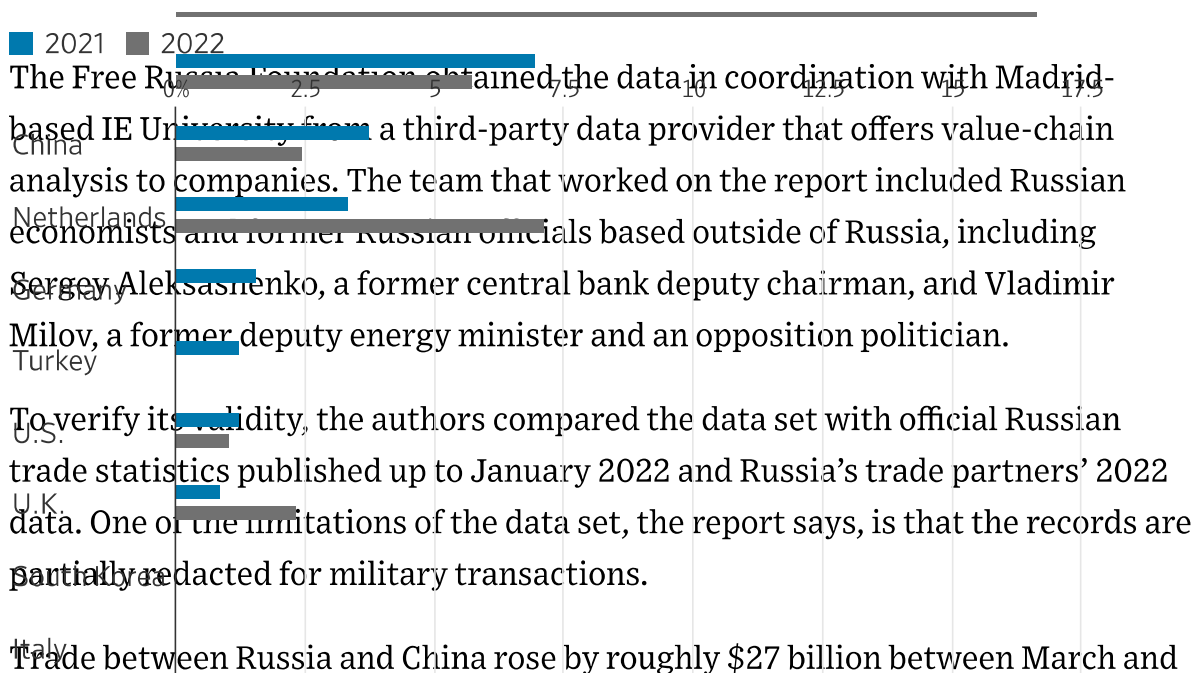 2021 2022
The Free Russia Foundation obtained the data in coordination with Madrid-
0% 2.5 5 7.5 10 12.5 15 17.5
based IE University from a third-party data provider that offers value-chain
China
analysis to companies. The team that worked on the report included Russian
Netherlands
economists and former Russian officials based outside of Russia, including
Sergey Aleksashenko, a former central bank deputy chairman, and Vladimir
Germany
Milov, a former deputy energy minister and an opposition politician.
Turkey
To verify its validity, the authors compared the data set with official Russian
U.S.
trade statistics published up to January 2022 and Russia’s trade partners’ 2022
U.K.
data. One of the limitations of the data set, the report says, is that the records are
partially redacted for military transactions.
South Korea
Italy
Trade between Russia and China rose by roughly $27 billion between March and